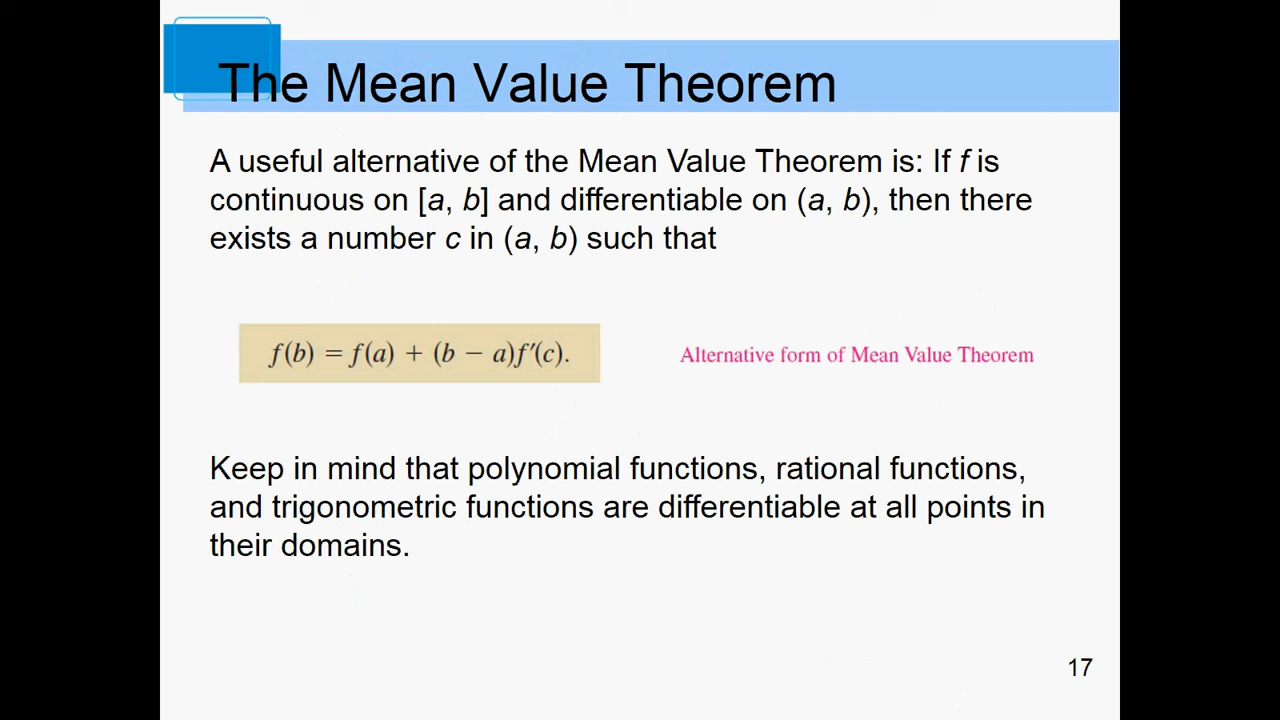 The Mean Value Theorem
A useful alternative of the Mean Value Theorem is: If f is
continuous on [a, b] and differentiable on (a, b), then there
exists a number c in (a, b) such that
f(b) = f(a) + (b − a)f′(c).
Alternative form of Mean Value Theorem
Keep in mind that polynomial functions, rational functions,
and trigonometric functions are differentiable at all points in
their domains.
17